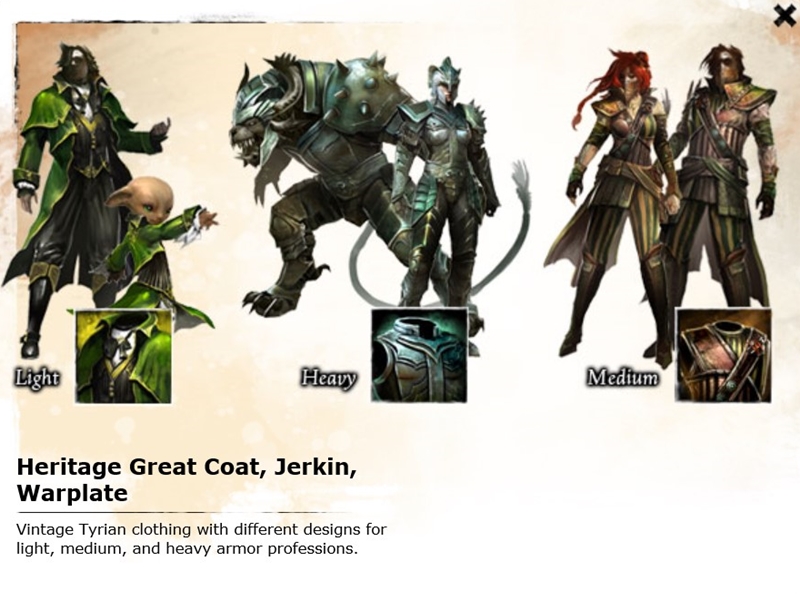 Light
Heavy
Medium
Heritage Great Coat, Jerkin,
Warplate
Vintage Tyrian clothing with different designs for
light, medium, and heavy armor professions.